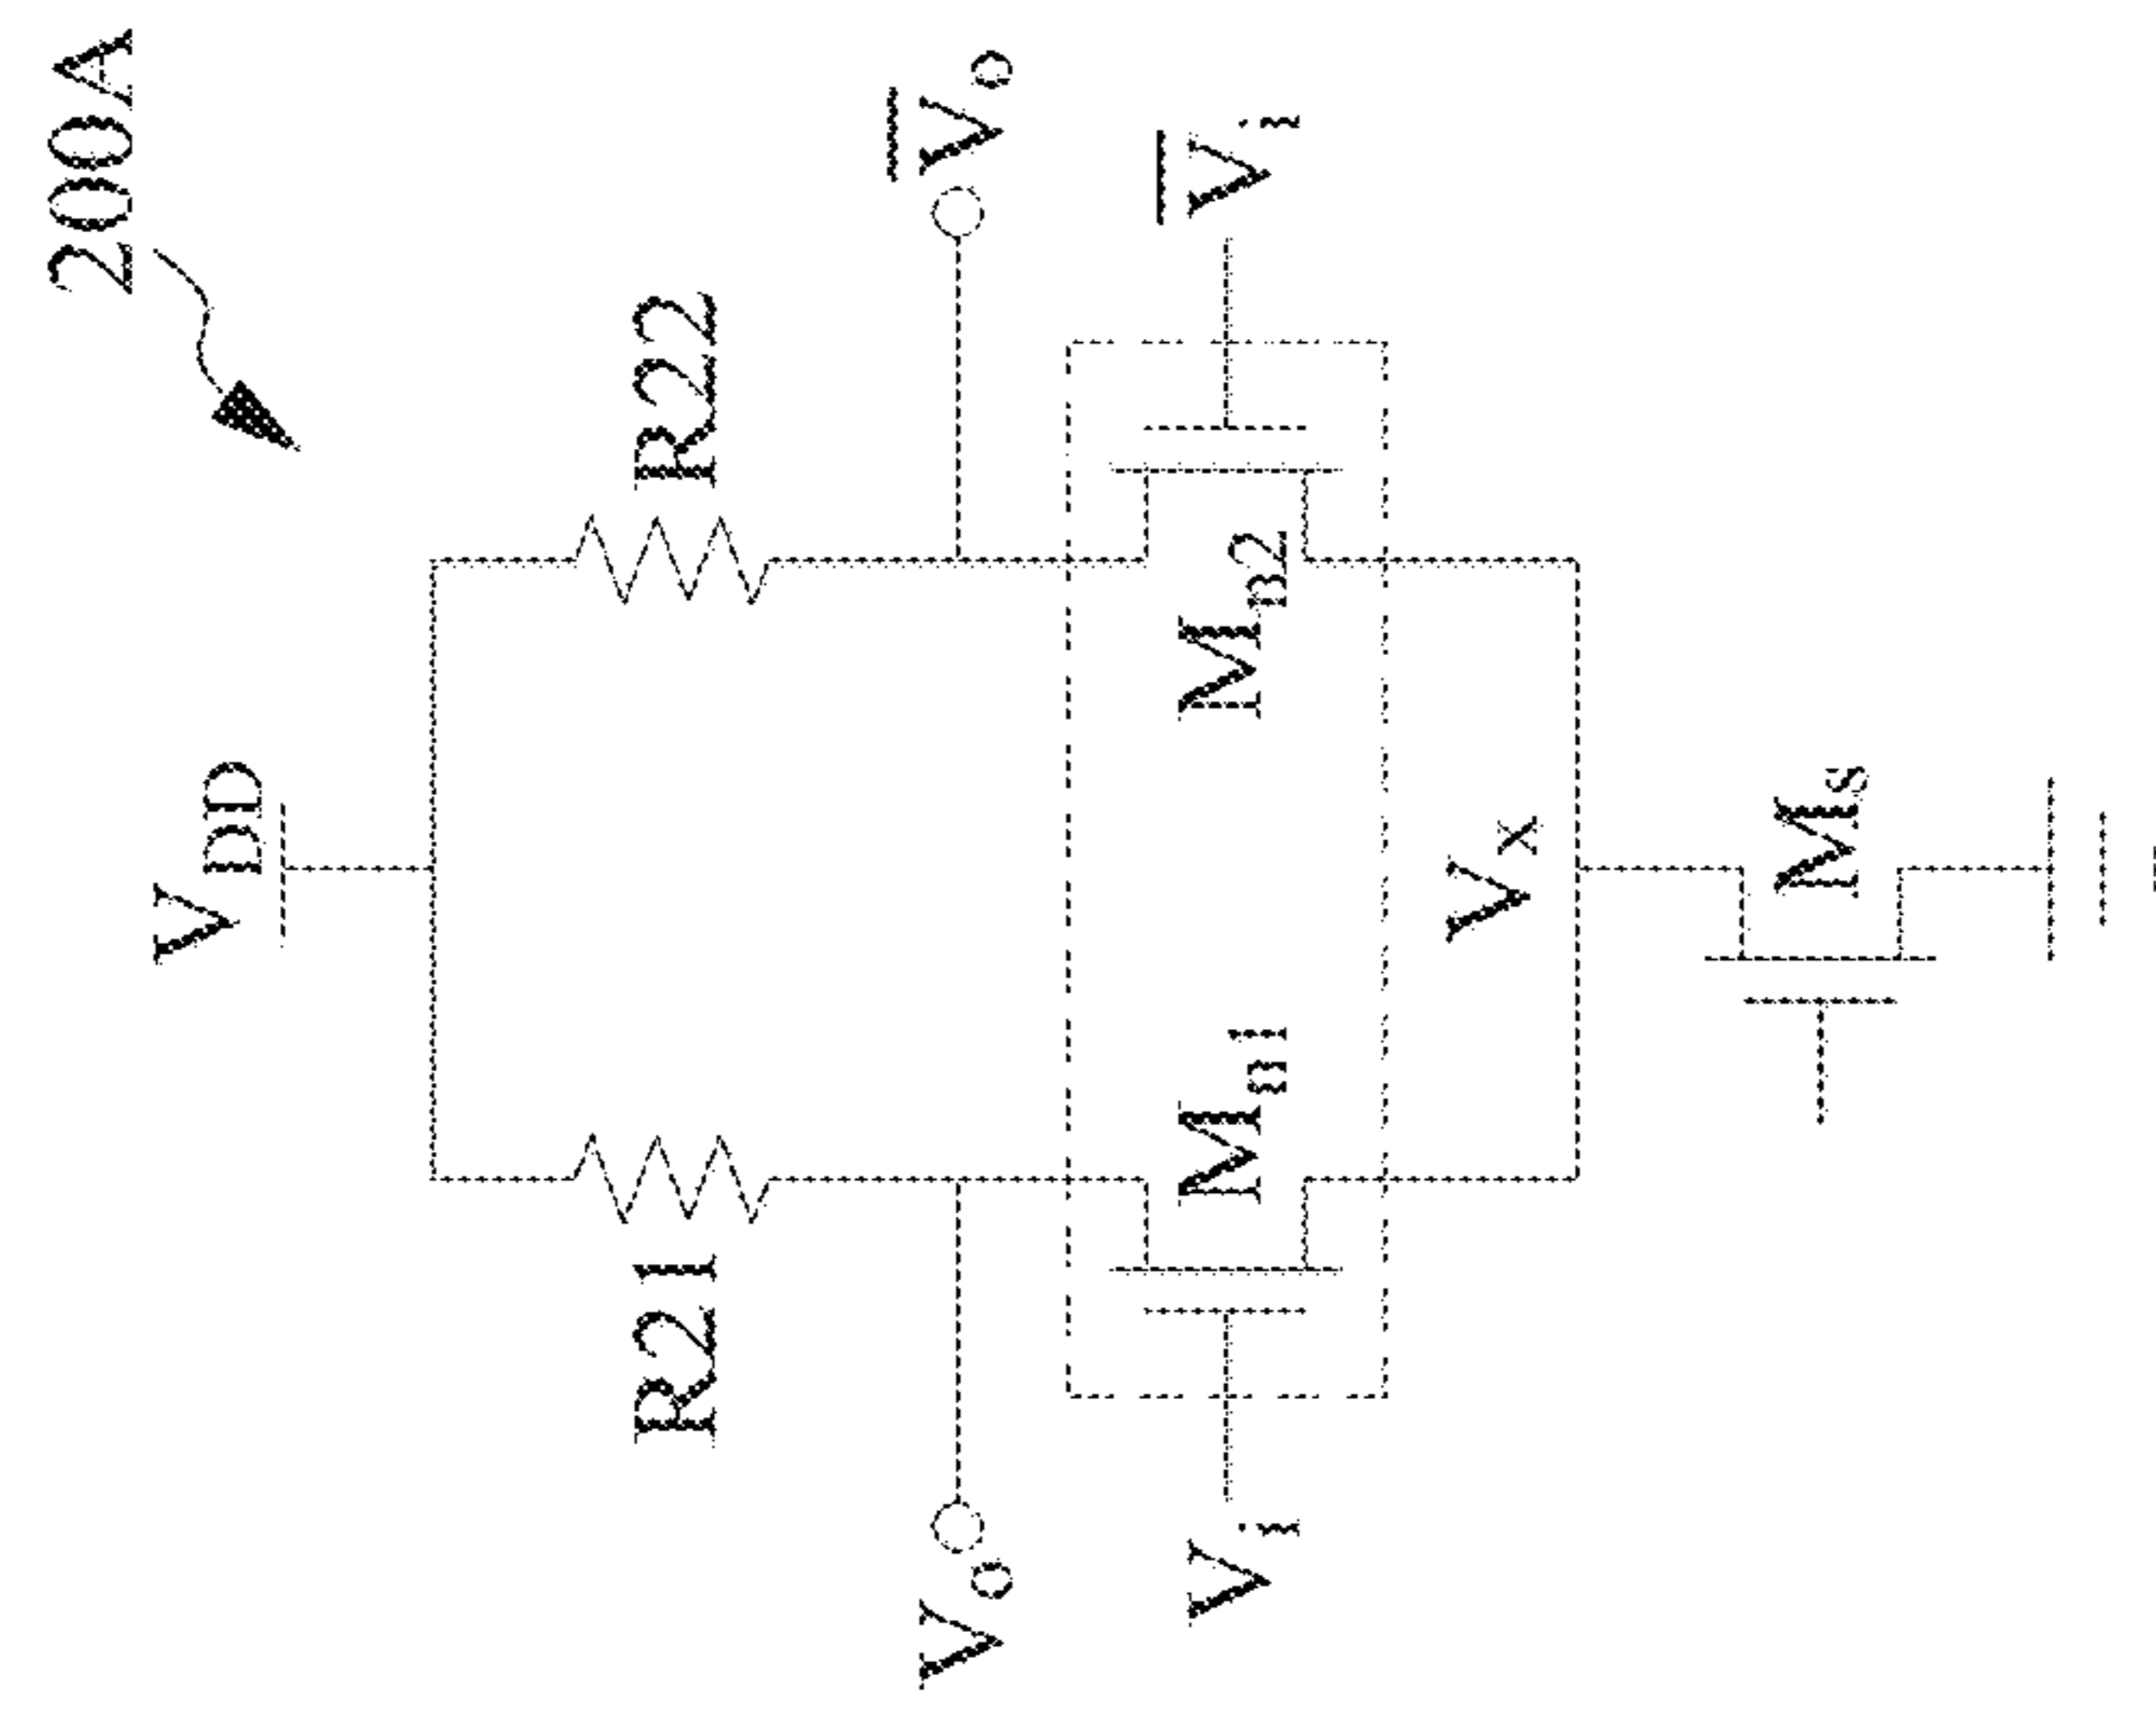 200A
V_DD
R21
R22
V_o
V̅_o
V_i
M_n1
M_n2
V̅_i
V_x
M_s